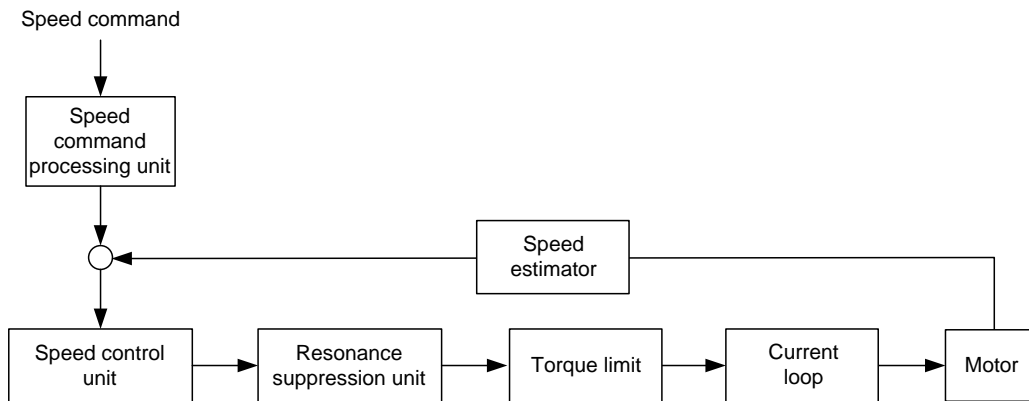 Speed command
Speed
command
processing unit
Speed
estimator
Speed control
unit
Resonance
suppression unit
Torque limit
Current
loop
Motor